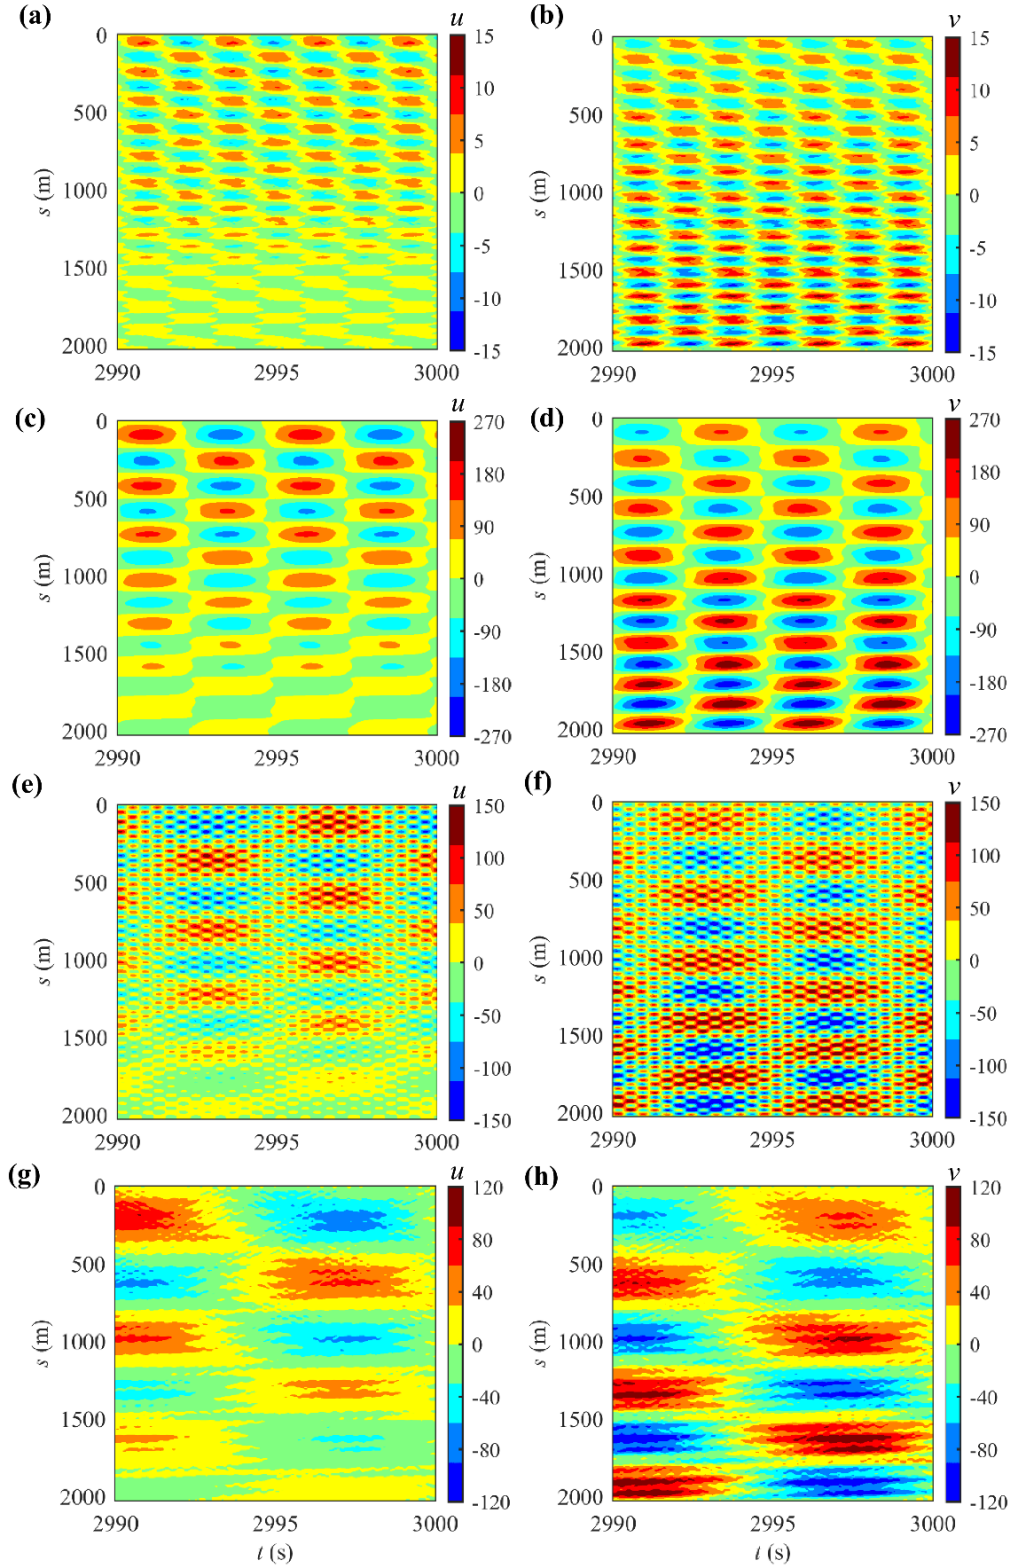 (a) u (b) v
0 15 0 15
10 10
500 5 500 5
s (m) 1000 0 s (m) 1000 0
-5 -5
1500 -10 1500 -10
2000 -15 2000 -15
2990 2995 3000 2990 2995 3000
(c) u (d) v
0 270 0 270
180 180
500 90 500 90
s (m) 1000 0 s (m) 1000 0
-90 -90
1500 -180 1500 -180
2000 -270 2000 -270
2990 2995 3000 2990 2995 3000
(e) u (f) v
0 150 0 150
100 100
500 50 500 50
s (m) 1000 0 s (m) 1000 0
-50 -50
1500 -100 1500 -100
2000 -150 2000 -150
2990 2995 3000 2990 2995 3000
(g) u (h) v
0 120 0 120
80 80
500 40 500 40
s (m) 1000 0 s (m) 1000 0
-40 -40
1500 -80 1500 -80
2000 -120 2000 -120
2990 2995 3000 2990 2995 3000
t (s) t (s)